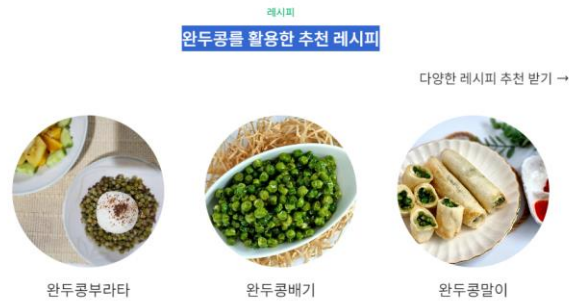 레시피
완두콩를 활용한 추천 레시피
다양한 레시피 추천 받기 →
완두콩부라타
완두콩배기
완두콩말이